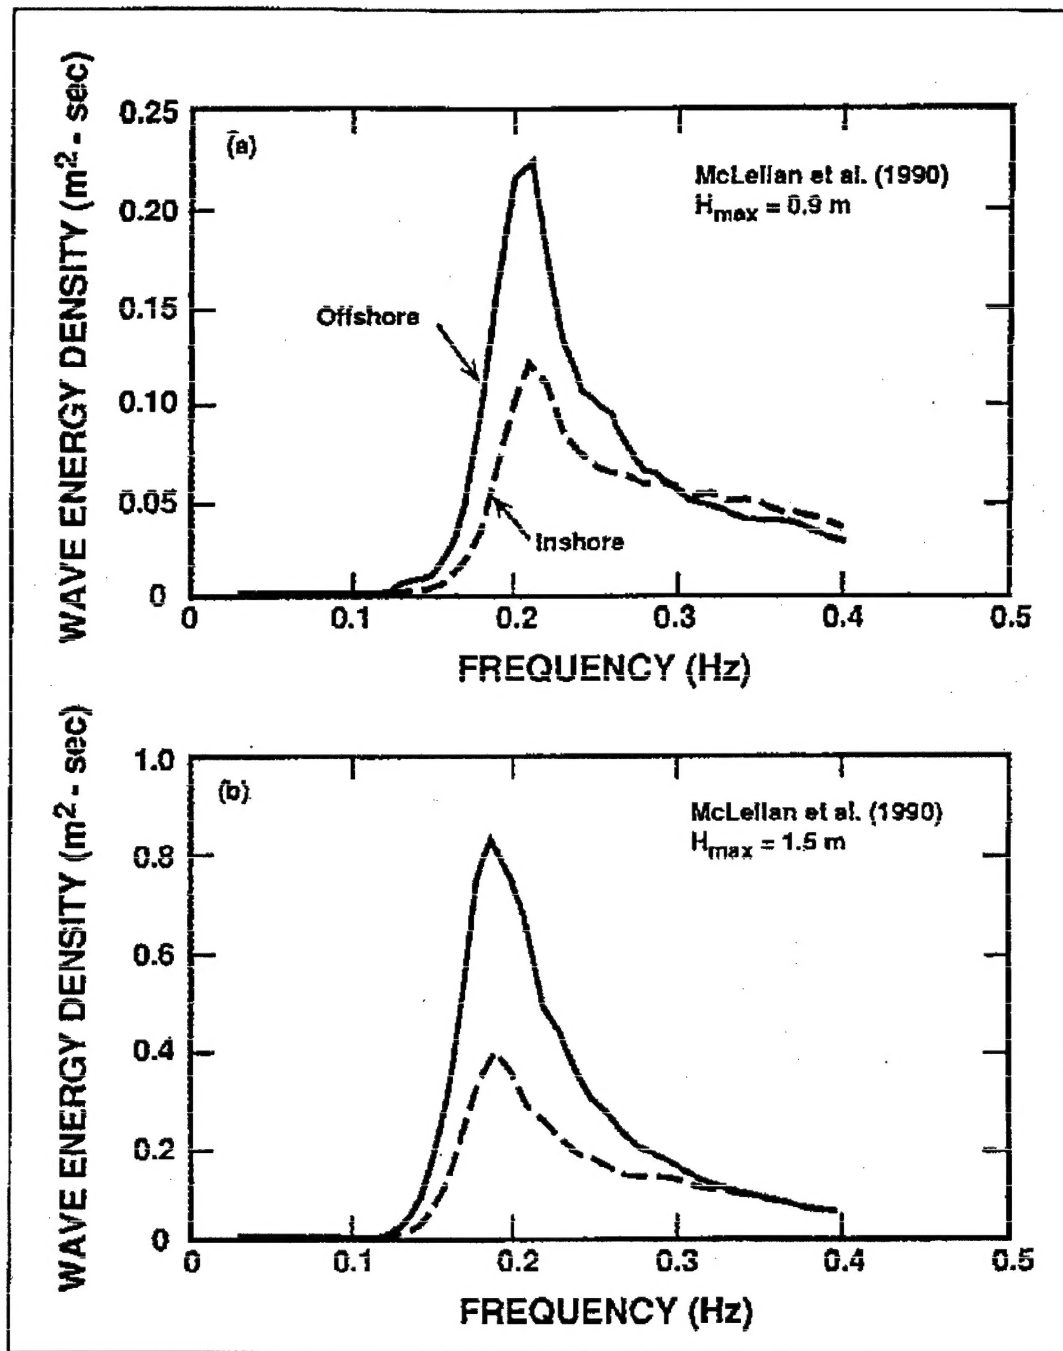 WAVE ENERGY DENSITY (m² - sec)
0.25
0.20
0.15
0.10
0.05
0
(a)
McLellan et al. (1990)
Hmax = 0.9 m
Offshore
Inshore
0 0.1 0.2 0.3 0.4 0.5
FREQUENCY (Hz)
WAVE ENERGY DENSITY (m² - sec)
1.0
0.8
0.6
0.4
0.2
0
(b)
McLellan et al. (1990)
Hmax = 1.5 m
0 0.1 0.2 0.3 0.4 0.5
FREQUENCY (Hz)